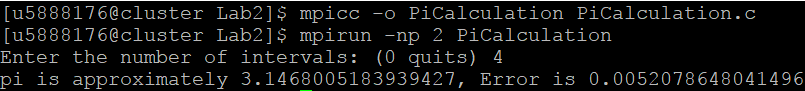 [u5888176@cluster Lab2]$ mpicc -o PiCalculation PiCalculation.c
[u5888176@cluster Lab2]$ mpirun -np 2 PiCalculation
Enter the number of intervals: (0 quits) 4
pi is approximately 3.1468005183939427, Error is 0.0052078648041496